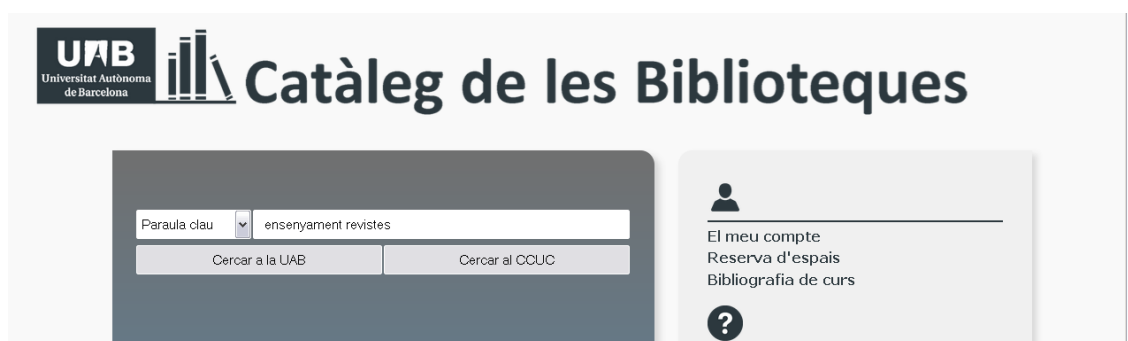 UAB
Universitat Autònoma
de Barcelona
Catàleg de les Biblioteques
Paraula clau
ensenyament revistes
Cercar a la UAB
Cercar al CCUC
El meu compte
Reserva d'espais
Bibliografia de curs
?